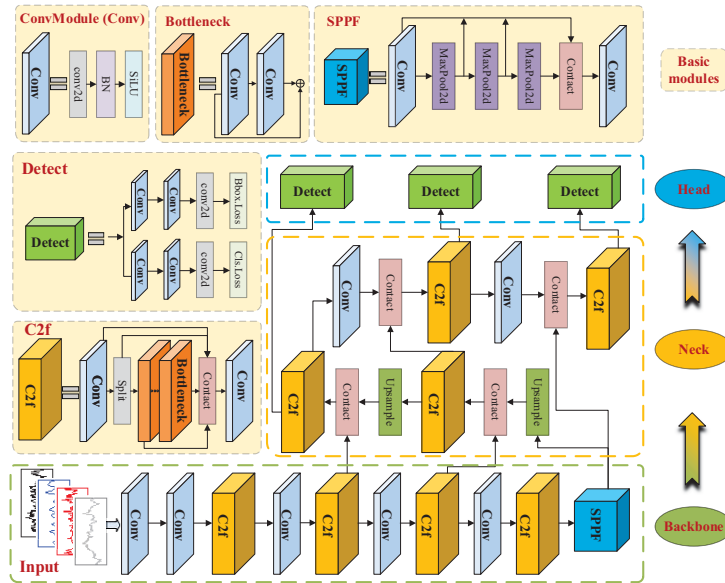 ConvModule (Conv)
Conv
conv2d
BN
SiLU
Bottleneck
Bottleneck
Conv
Conv
SPPF
SPPF
Conv
MaxPool2d
MaxPool2d
MaxPool2d
Contact
Conv
Basic
modules
Detect
Detect
Conv
Conv
conv2d
Bbox.Loss
Conv
Conv
conv2d
Cls.Loss
Detect
Detect
Detect
Head
Conv
Contact
C2f
Conv
Contact
C2f
Neck
C2f
Contact
Upsample
C2f
Contact
Upsample
C2f
C2f
Conv
Split
Bottleneck
Contact
Conv
Input
Conv
Conv
C2f
Conv
C2f
Conv
C2f
Conv
C2f
SPPF
Backbone